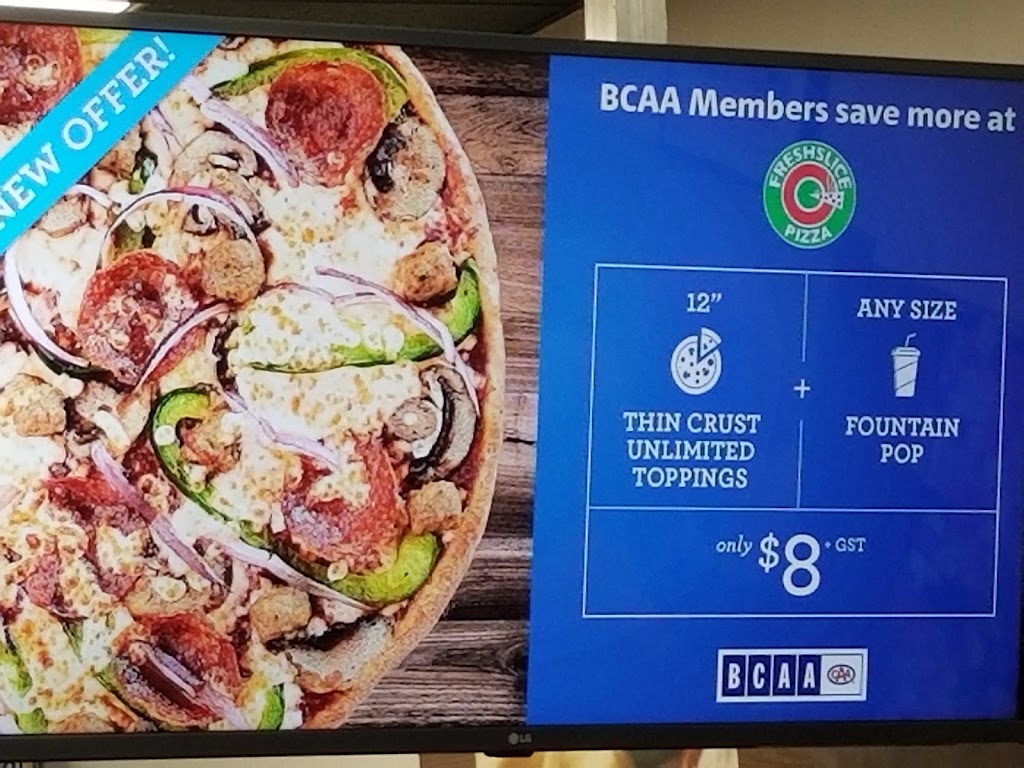 NEW OFFER!
BCAA Members save more at
FRESHSLICE
PIZZA
12"
THIN CRUST
UNLIMITED
TOPPINGS
+
ANY SIZE
FOUNTAIN
POP
only $8+ GST
BCAA CAA
LG